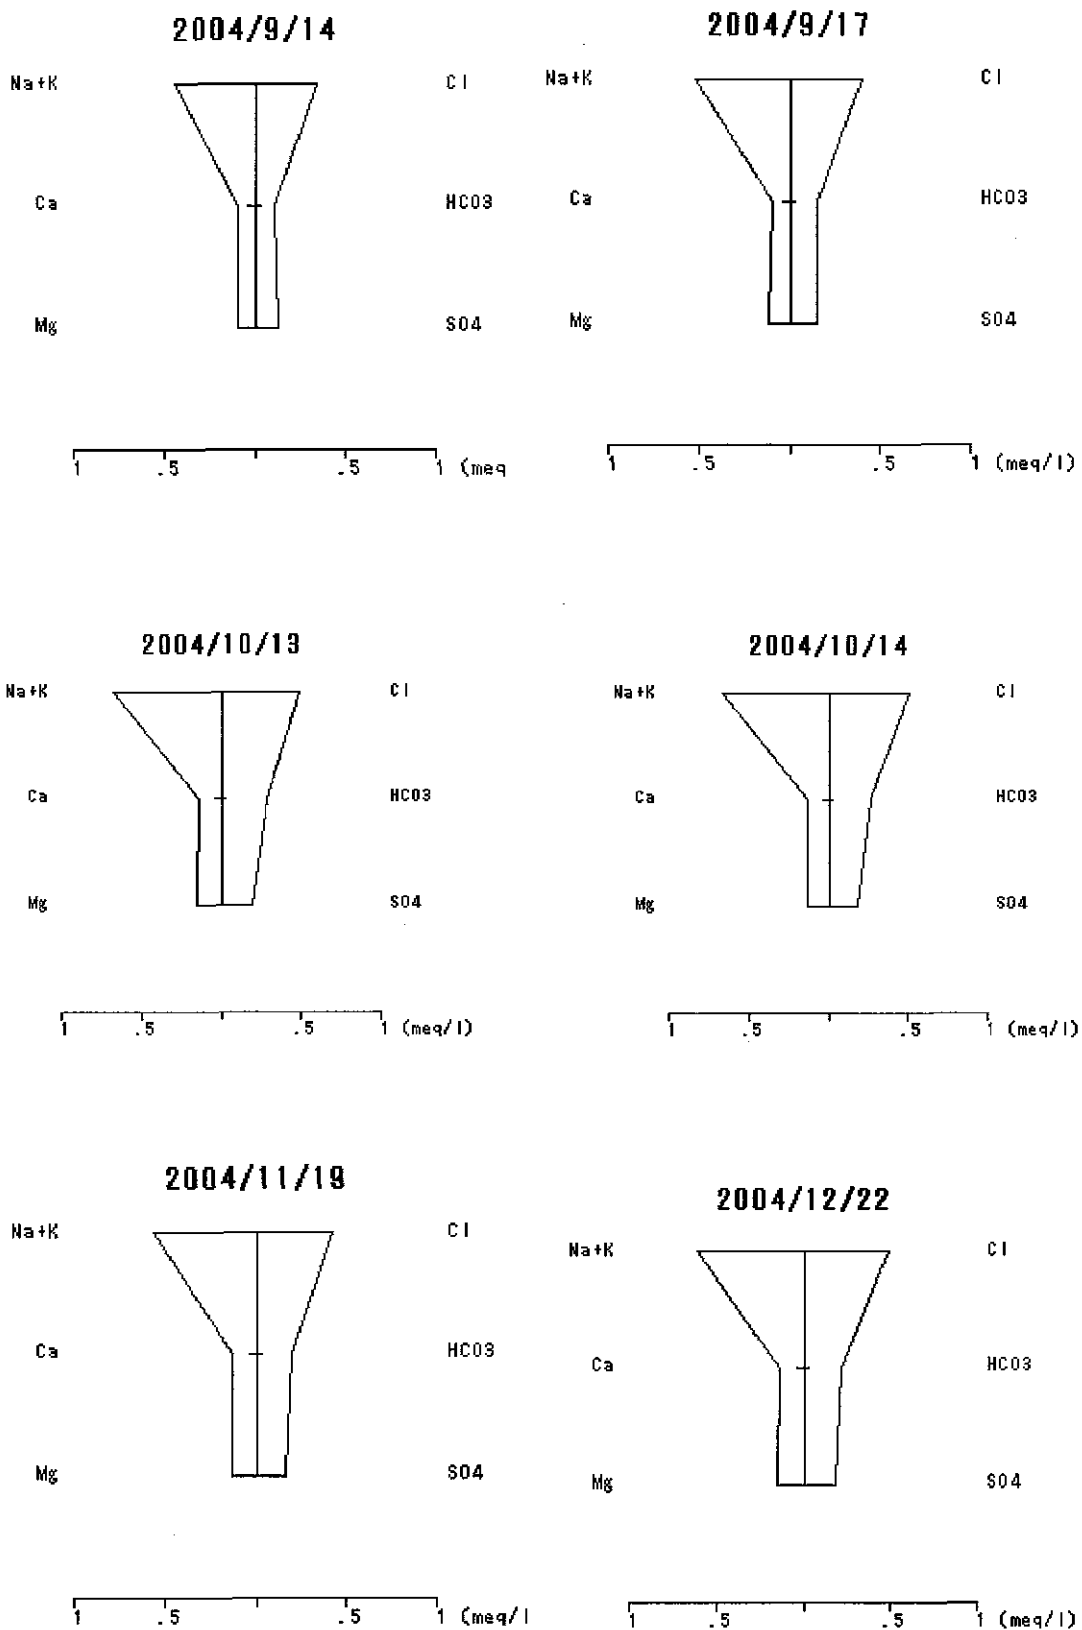 2004/9/14
Na+K Cl
Ca HCO3
Mg SO4
1 .5 .5 1 (meq
2004/9/17
Na+K Cl
Ca HCO3
Mg SO4
1 .5 .5 1 (meq/l)
2004/10/13
Na+K Cl
Ca HCO3
Mg SO4
1 .5 .5 1 (meq/l)
2004/10/14
Na+K Cl
Ca HCO3
Mg SO4
1 .5 .5 1 (meq/l)
2004/11/19
Na+K Cl
Ca HCO3
Mg SO4
1 .5 .5 1 (meq/l
2004/12/22
Na+K Cl
Ca HCO3
Mg SO4
1 .5 .5 1 (meq/l)